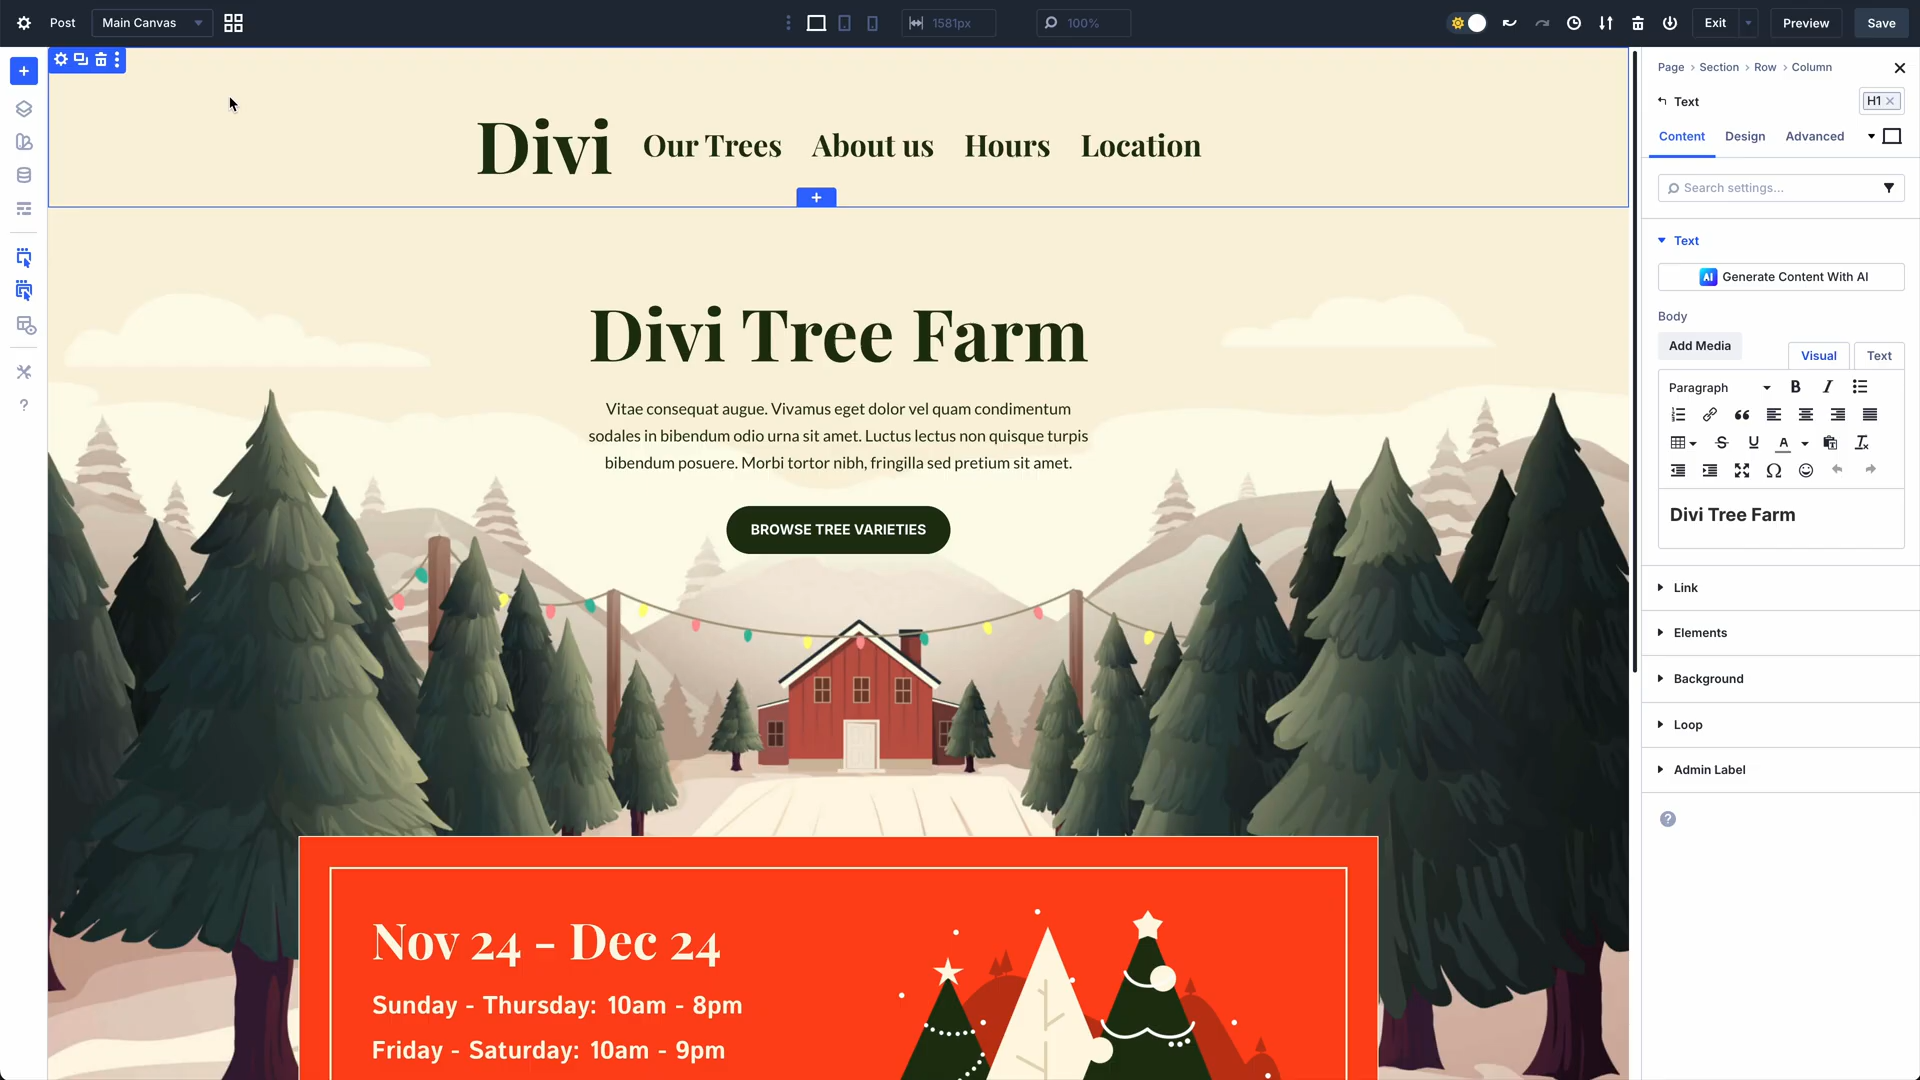 Post
Main Canvas
1581px
100%
Exit
Preview
Save
Divi
Our Trees
About us
Hours
Location
Divi Tree Farm
Vitae consequat augue. Vivamus eget dolor vel quam condimentum
sodales in bibendum odio urna sit amet. Luctus lectus non quisque turpis
bibendum posuere. Morbi tortor nibh, fringilla sed pretium sit amet.
BROWSE TREE VARIETIES
Nov 24 – Dec 24
Sunday - Thursday: 10am - 8pm
Friday - Saturday: 10am - 9pm
Page › Section › Row › Column
Text
H1
Content
Design
Advanced
Search settings...
Text
AI Generate Content With AI
Body
Add Media
Visual
Text
Paragraph
Divi Tree Farm
Link
Elements
Background
Loop
Admin Label